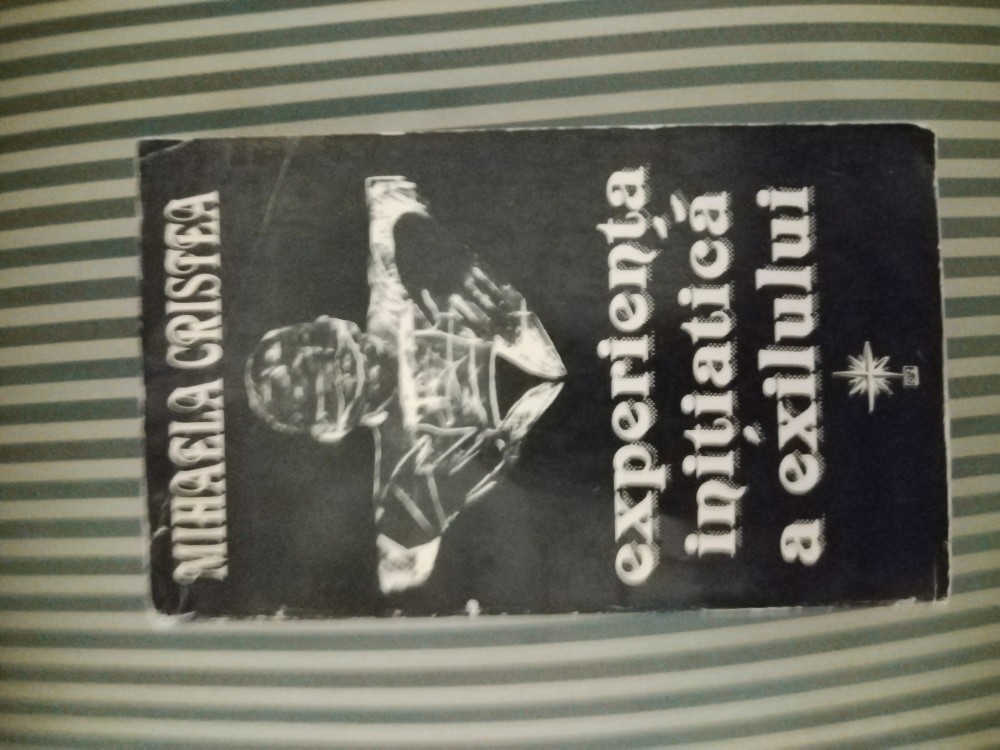 MIHAELA CRISTEA
experiența
inițiatică
a exilului